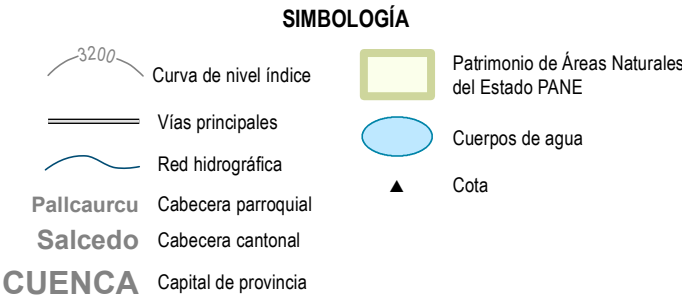 SIMBOLOGÍA
3200
Curva de nivel índice
Vías principales
Red hidrográfica
Pallcaurcu Cabecera parroquial
Salcedo Cabecera cantonal
CUENCA Capital de provincia
Patrimonio de Áreas Naturales
del Estado PANE
Cuerpos de agua
Cota